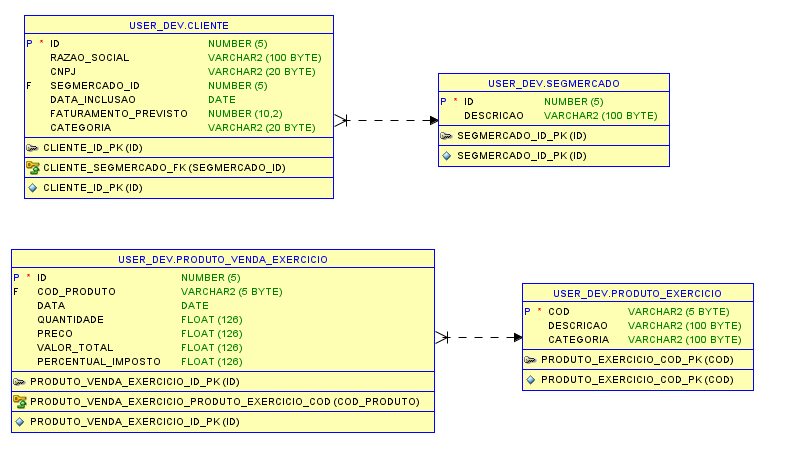 USER_DEV.CLIENTE
P * ID NUMBER (5)
RAZAO_SOCIAL VARCHAR2 (100 BYTE)
CNPJ VARCHAR2 (20 BYTE)
F SEGMERCADO_ID NUMBER (5)
DATA_INCLUSAO DATE
FATURAMENTO_PREVISTO NUMBER (10,2)
CATEGORIA VARCHAR2 (20 BYTE)
CLIENTE_ID_PK (ID)
CLIENTE_SEGMERCADO_FK (SEGMERCADO_ID)
CLIENTE_ID_PK (ID)
USER_DEV.SEGMERCADO
P * ID NUMBER (5)
DESCRICAO VARCHAR2 (100 BYTE)
SEGMERCADO_ID_PK (ID)
SEGMERCADO_ID_PK (ID)
USER_DEV.PRODUTO_VENDA_EXERCICIO
P * ID NUMBER (5)
F COD_PRODUTO VARCHAR2 (5 BYTE)
DATA DATE
QUANTIDADE FLOAT (126)
PRECO FLOAT (126)
VALOR_TOTAL FLOAT (126)
PERCENTUAL_IMPOSTO FLOAT (126)
PRODUTO_VENDA_EXERCICIO_ID_PK (ID)
PRODUTO_VENDA_EXERCICIO_PRODUTO_EXERCICIO_COD (COD_PRODUTO)
PRODUTO_VENDA_EXERCICIO_ID_PK (ID)
USER_DEV.PRODUTO_EXERCICIO
P * COD VARCHAR2 (5 BYTE)
DESCRICAO VARCHAR2 (100 BYTE)
CATEGORIA VARCHAR2 (100 BYTE)
PRODUTO_EXERCICIO_COD_PK (COD)
PRODUTO_EXERCICIO_COD_PK (COD)